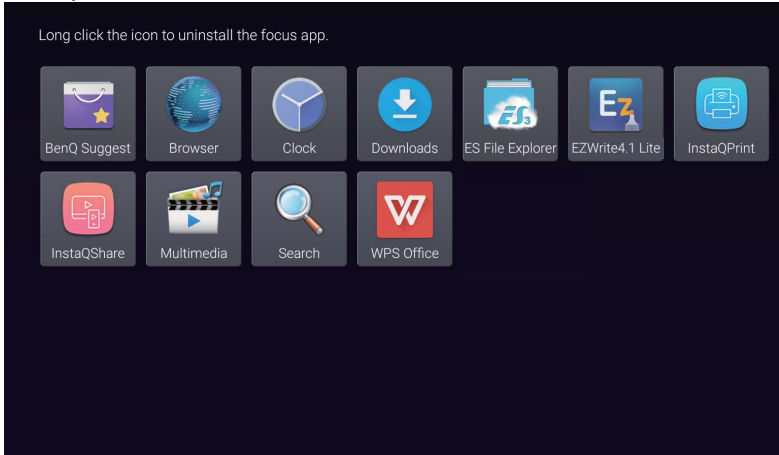 Long click the icon to uninstall the focus app.
BenQ Suggest
Browser
Clock
Downloads
ES File Explorer
EZWrite4.1 Lite
InstaQPrint
InstaQShare
Multimedia
Search
WPS Office